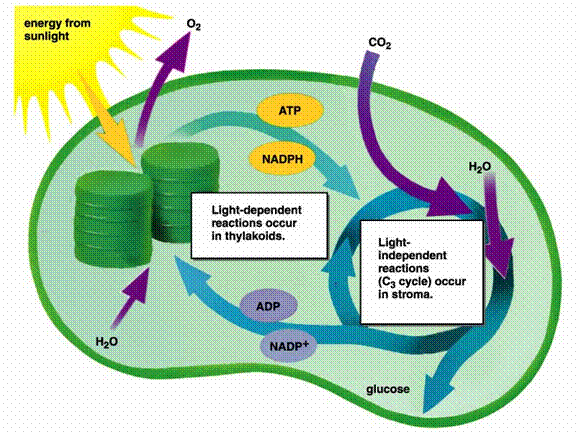 energy from
sunlight
O2
CO2
ATP
NADPH
H2O
Light-dependent
reactions occur
in thylakoids.
Light-
independent
reactions
(C3 cycle) occur
in stroma.
ADP
NADP+
H2O
glucose